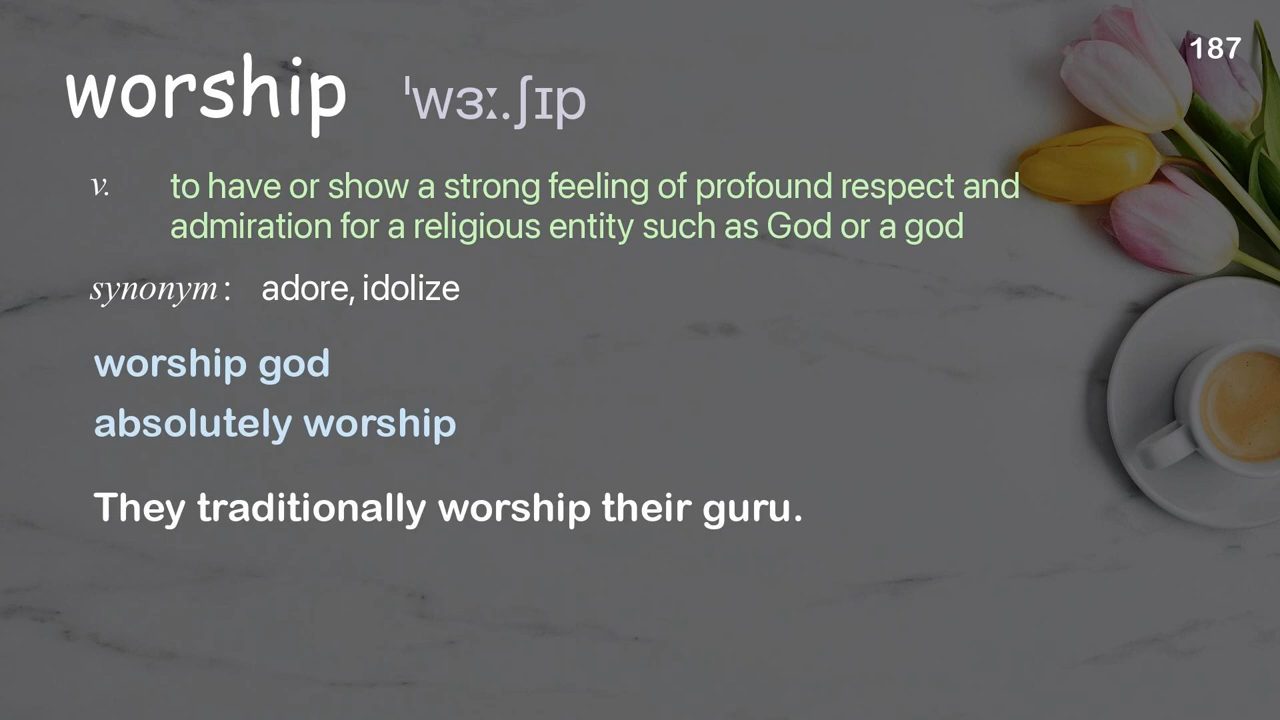 187
worship ˈwɜː.ʃɪp
v. to have or show a strong feeling of profound respect and
admiration for a religious entity such as God or a god
synonym : adore, idolize
worship god
absolutely worship
They traditionally worship their guru.